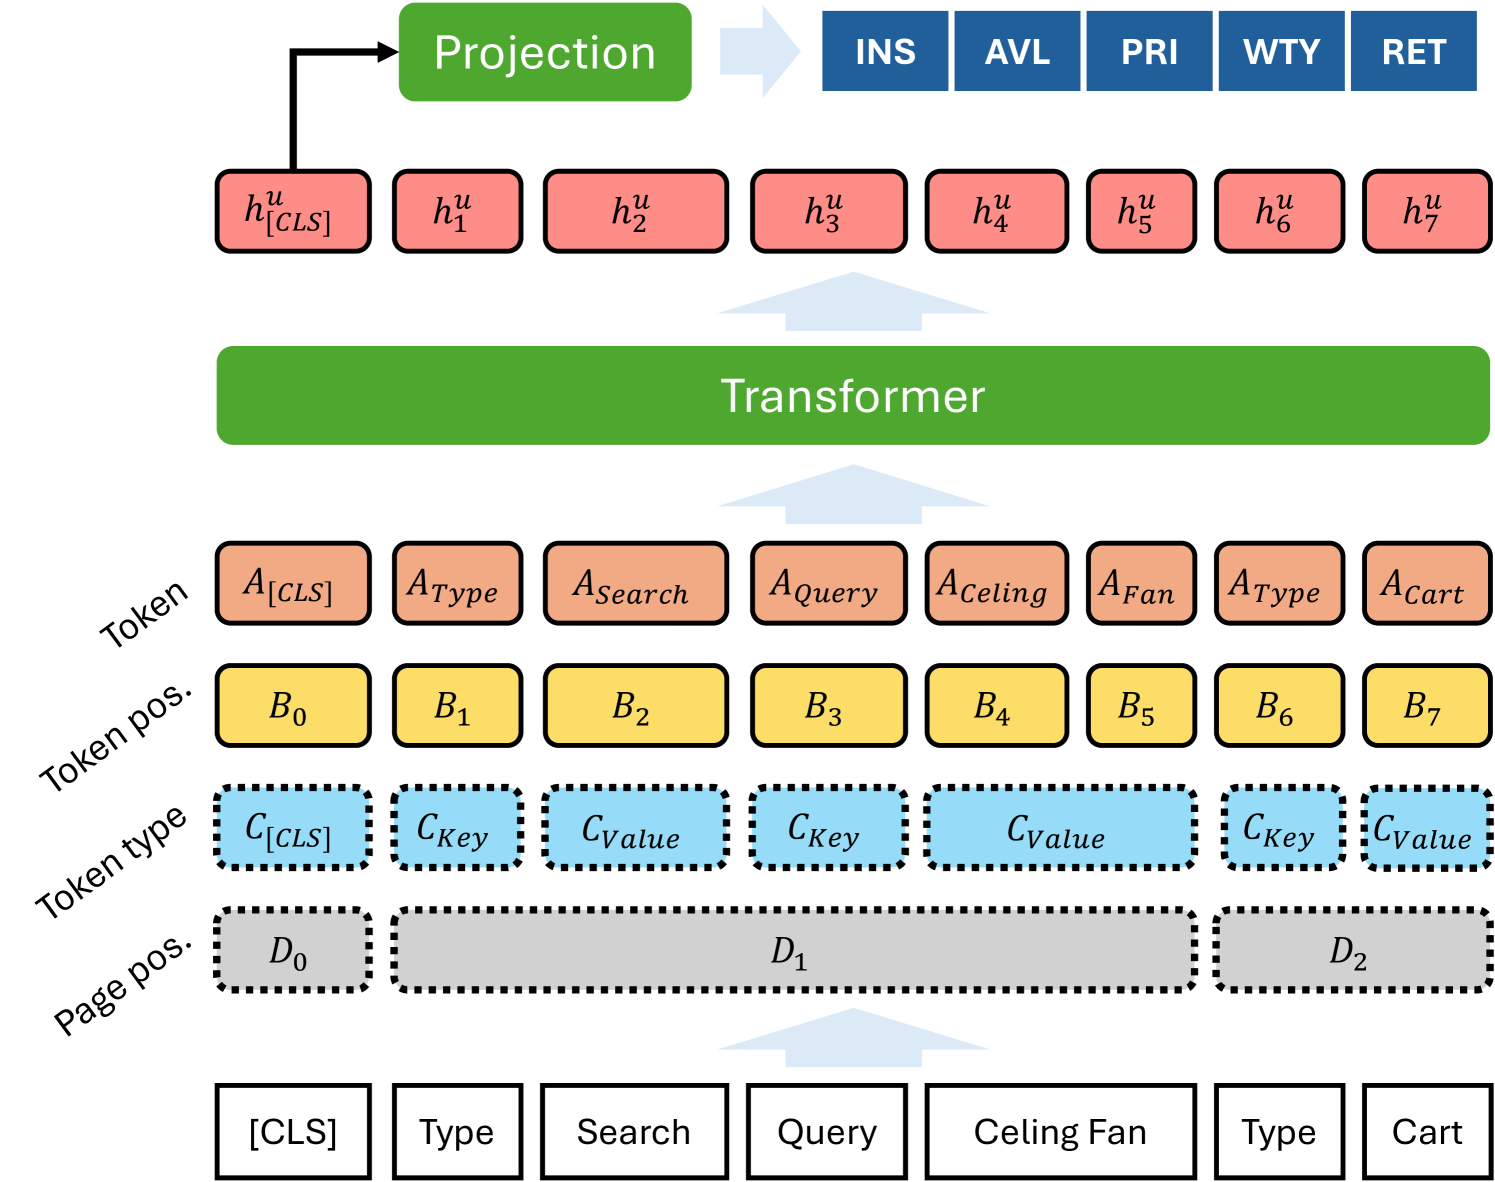 Projection INS AVL PRI WTY RET
h^u_{[CLS]} h^u_1 h^u_2 h^u_3 h^u_4 h^u_5 h^u_6 h^u_7
Transformer
Token A_{[CLS]} A_{Type} A_{Search} A_{Query} A_{Celing} A_{Fan} A_{Type} A_{Cart}
Token pos. B_0 B_1 B_2 B_3 B_4 B_5 B_6 B_7
Token type C_{[CLS]} C_{Key} C_{Value} C_{Key} C_{Value} C_{Key} C_{Value}
Page pos. D_0 D_1 D_2
[CLS] Type Search Query Celing Fan Type Cart